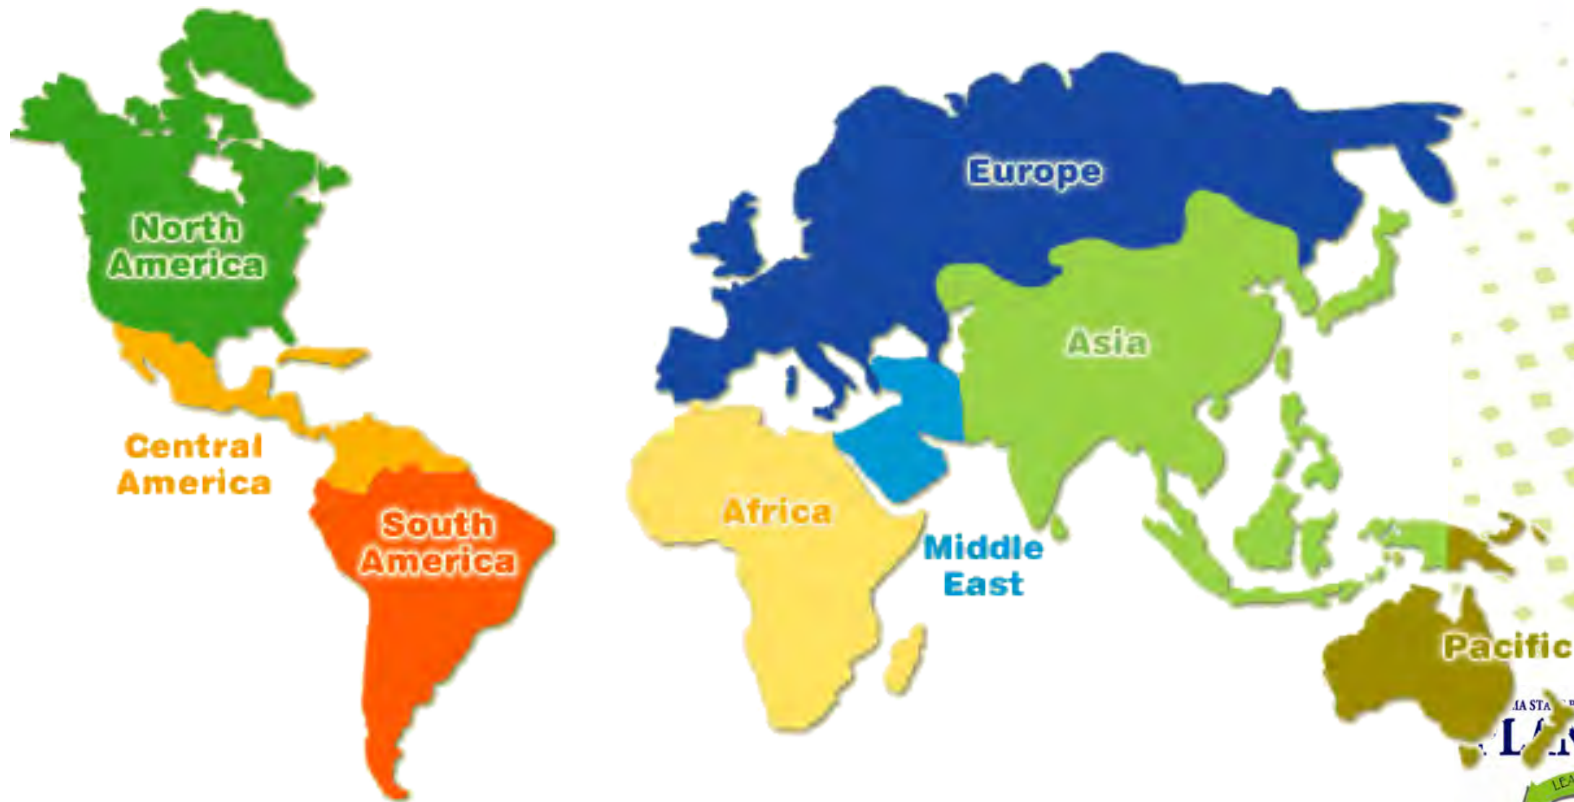 Europe
North
America
Asia
Central
America
Africa
South
America
Middle
East
Pacific